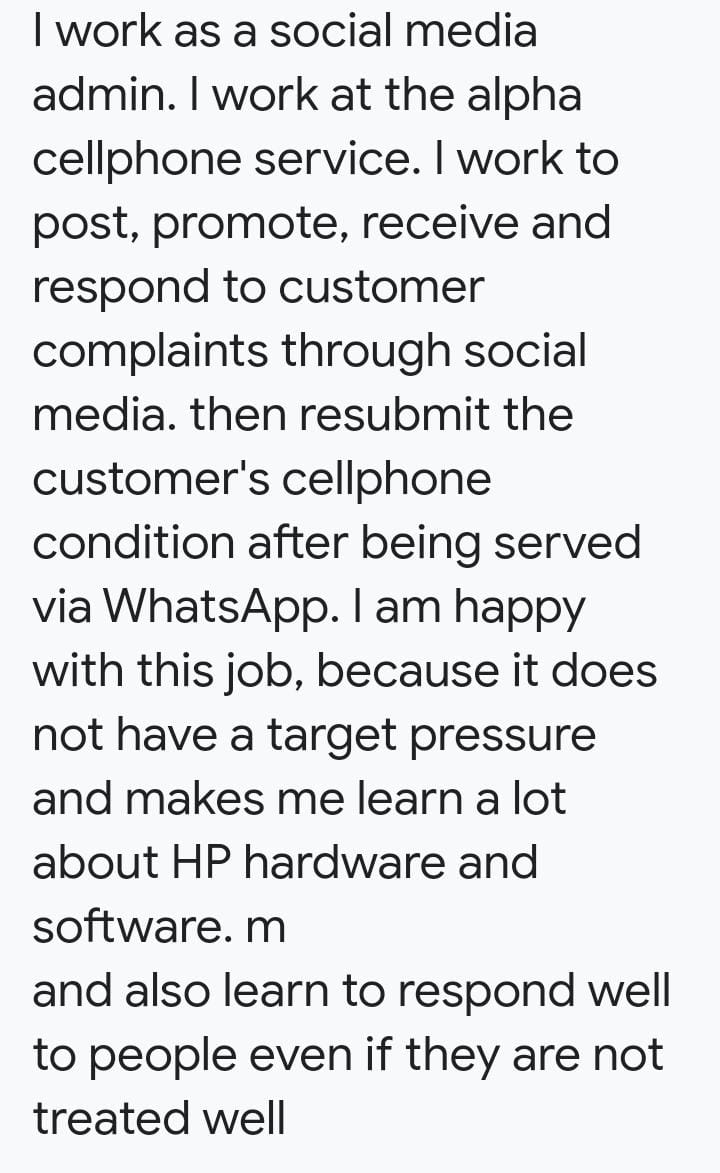 I work as a social media
admin. I work at the alpha
cellphone service. I work to
post, promote, receive and
respond to customer
complaints through social
media. then resubmit the
customer's cellphone
condition after being served
via WhatsApp. I am happy
with this job, because it does
not have a target pressure
and makes me learn a lot
about HP hardware and
software. m
and also learn to respond well
to people even if they are not
treated well